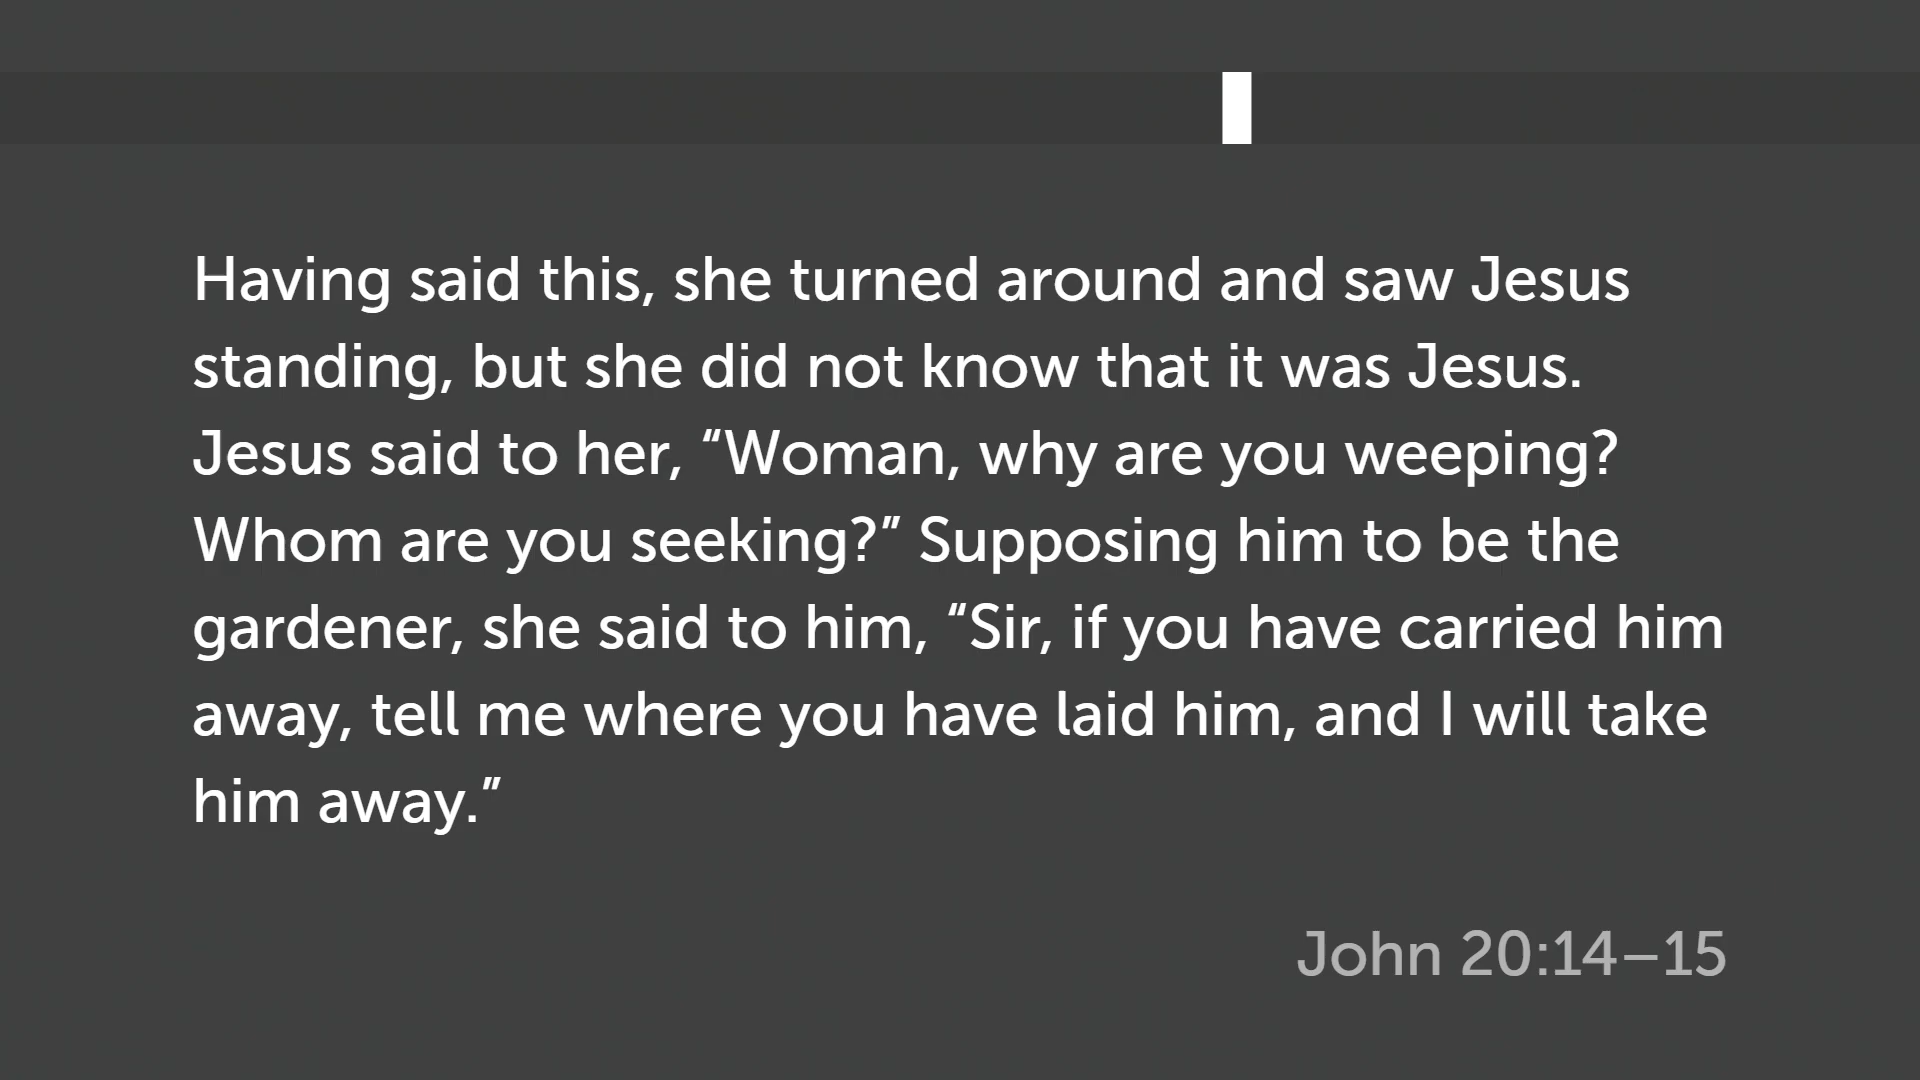 Having said this, she turned around and saw Jesus
standing, but she did not know that it was Jesus.
Jesus said to her, “Woman, why are you weeping?
Whom are you seeking?” Supposing him to be the
gardener, she said to him, “Sir, if you have carried him
away, tell me where you have laid him, and I will take
him away.”
John 20:14–15